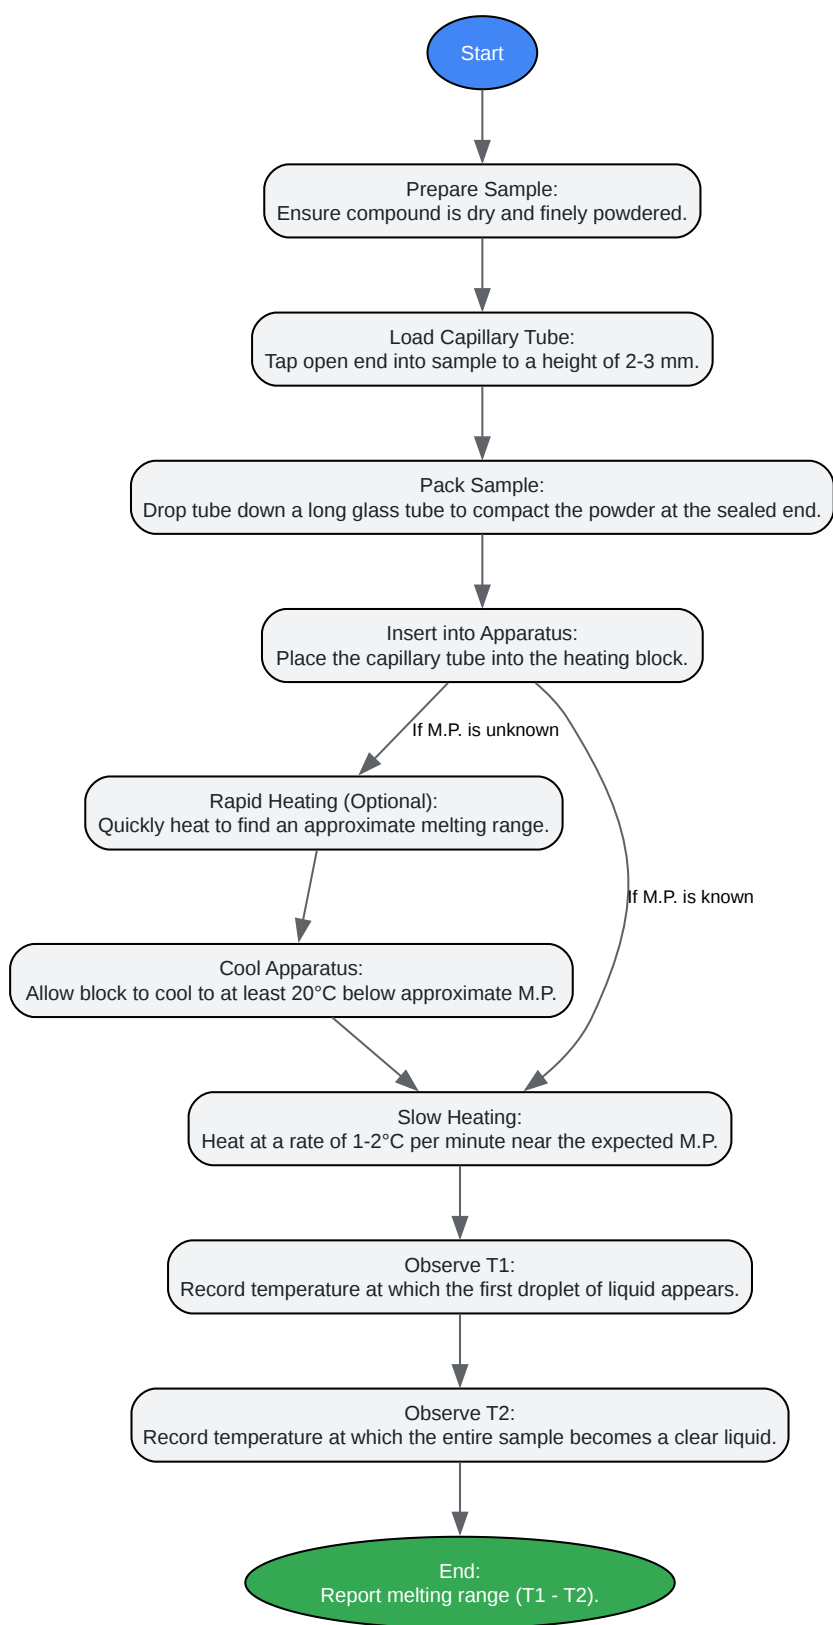 Start
Prepare Sample:
Ensure compound is dry and finely powdered.
Load Capillary Tube:
Tap open end into sample to a height of 2-3 mm.
Pack Sample:
Drop tube down a long glass tube to compact the powder at the sealed end.
Insert into Apparatus:
Place the capillary tube into the heating block.
If M.P. is unknown
Rapid Heating (Optional):
Quickly heat to find an approximate melting range.
If M.P. is known
Cool Apparatus:
Allow block to cool to at least 20°C below approximate M.P.
Slow Heating:
Heat at a rate of 1-2°C per minute near the expected M.P.
Observe T1:
Record temperature at which the first droplet of liquid appears.
Observe T2:
Record temperature at which the entire sample becomes a clear liquid.
End:
Report melting range (T1 - T2).